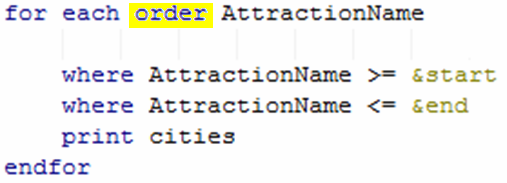 for each order AttractionName
where AttractionName >= &start
where AttractionName <= &end
print cities
endfor